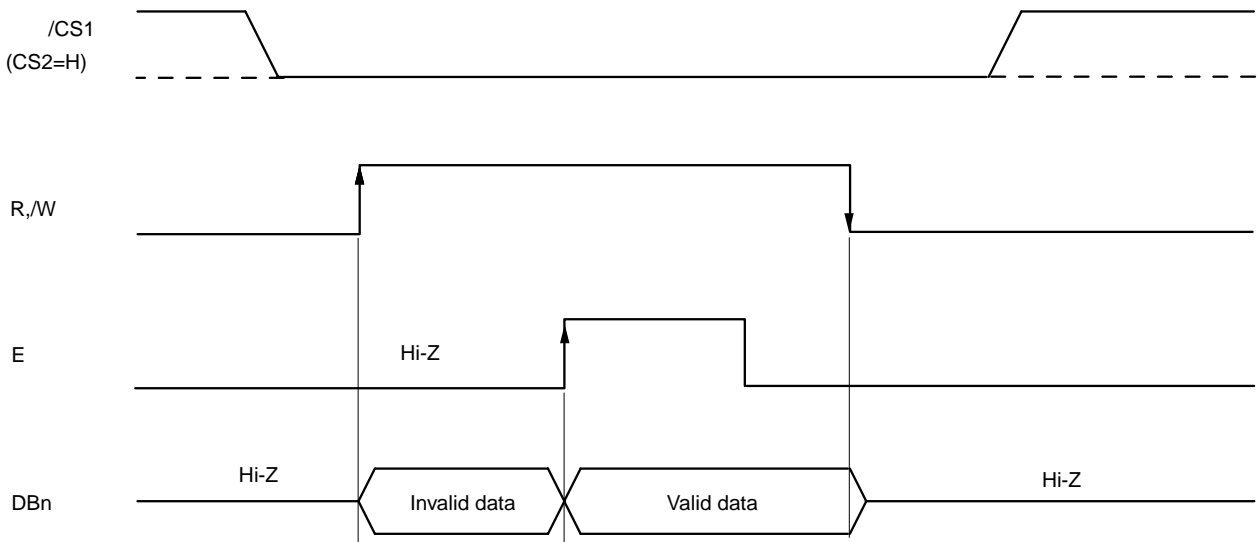 /CS1
(CS2=H)
R,/W
E
Hi-Z
DBn
Hi-Z
Invalid data
Valid data
Hi-Z